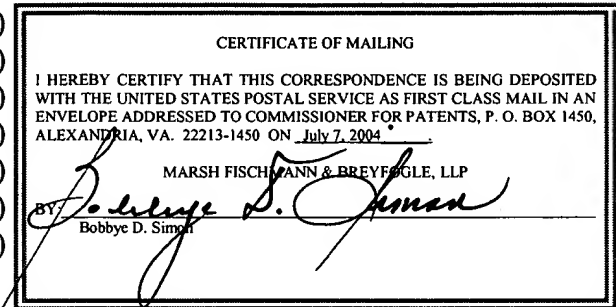 CERTIFICATE OF MAILING
I HEREBY CERTIFY THAT THIS CORRESPONDENCE IS BEING DEPOSITED
WITH THE UNITED STATES POSTAL SERVICE AS FIRST CLASS MAIL IN AN
ENVELOPE ADDRESSED TO COMMISSIONER FOR PATENTS, P. O. BOX 1450,
ALEXANDRIA, VA. 22213-1450 ON July 7, 2004 .
MARSH FISCHMANN & BREYFOGLE, LLP
BY: Bobbye D. Simon
Bobbye D. Simon